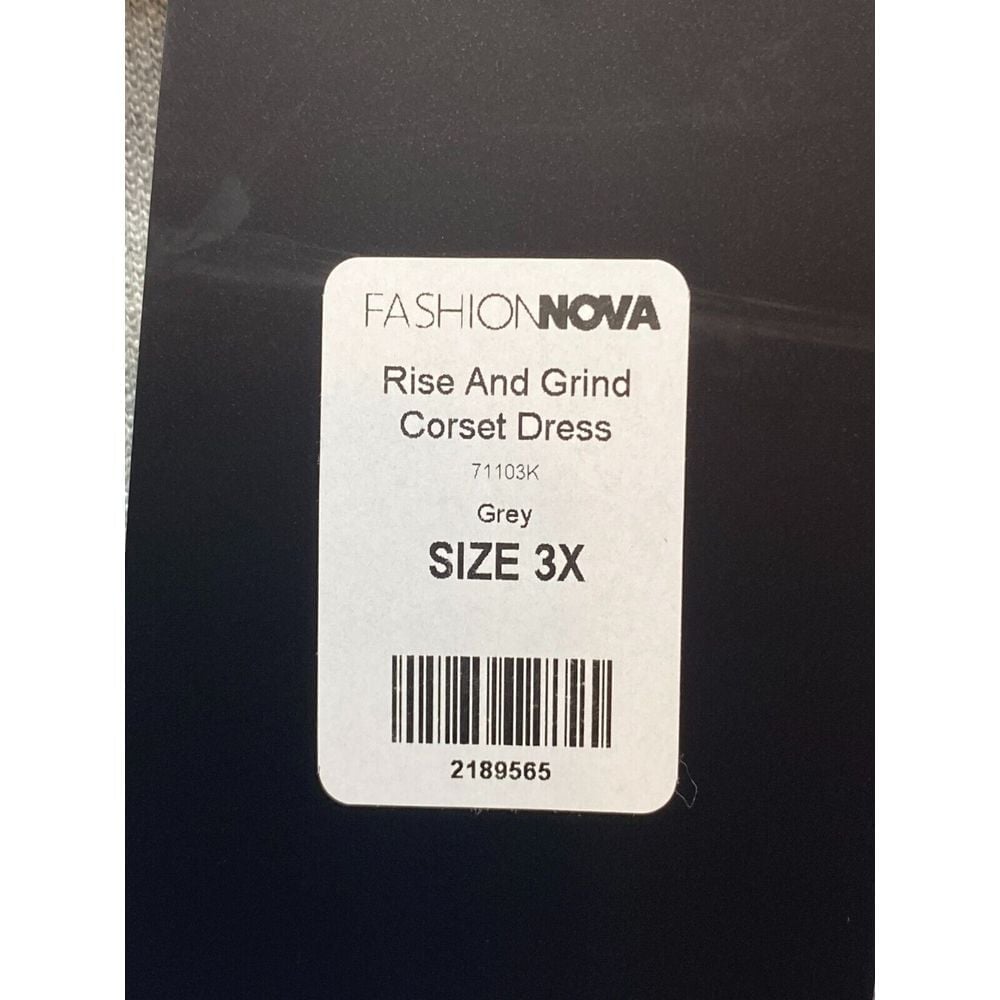 FASHIONNOVA
Rise And Grind
Corset Dress
71103K
Grey
SIZE 3X
2189565